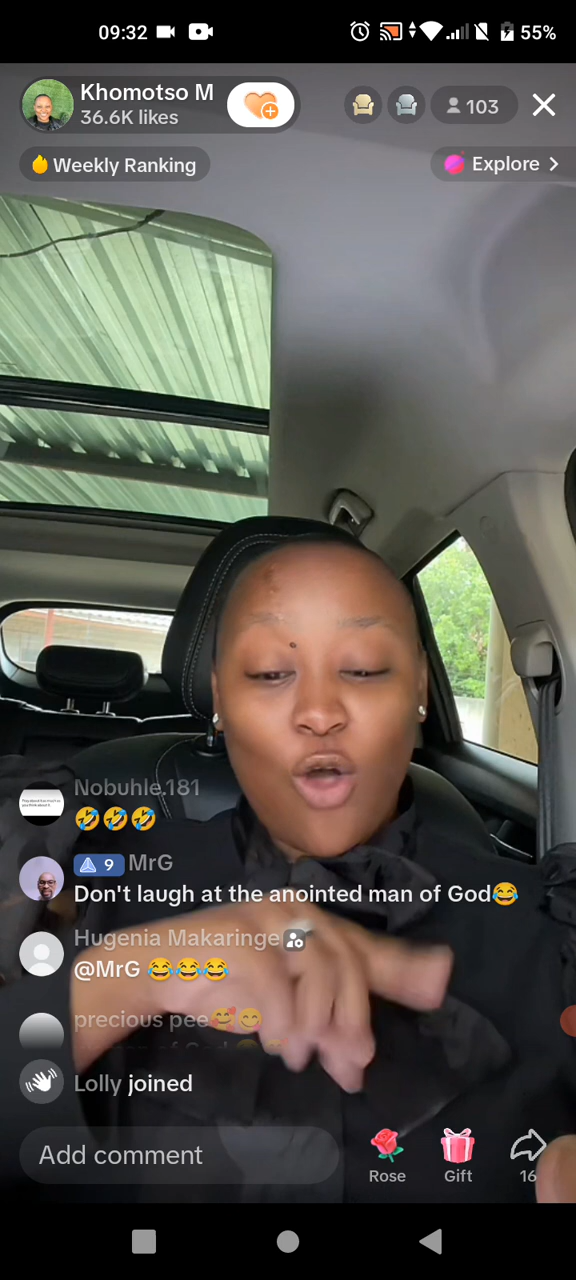 09:32
55%
Khomotso M
36.6K likes
103
Weekly Ranking
Explore >
Nobuhle.181
🤣🤣🤣
9 MrG
Don't laugh at the anointed man of God😂
Hugenia Makaringe
@MrG 😂😂😂
precious pee🥰😋
Lolly joined
Add comment
Rose
Gift
16